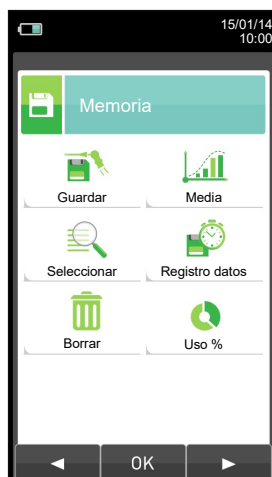 15/01/14
10:00
Memoria
Guardar
Media
Seleccionar
Registro datos
Borrar
Uso %
OK